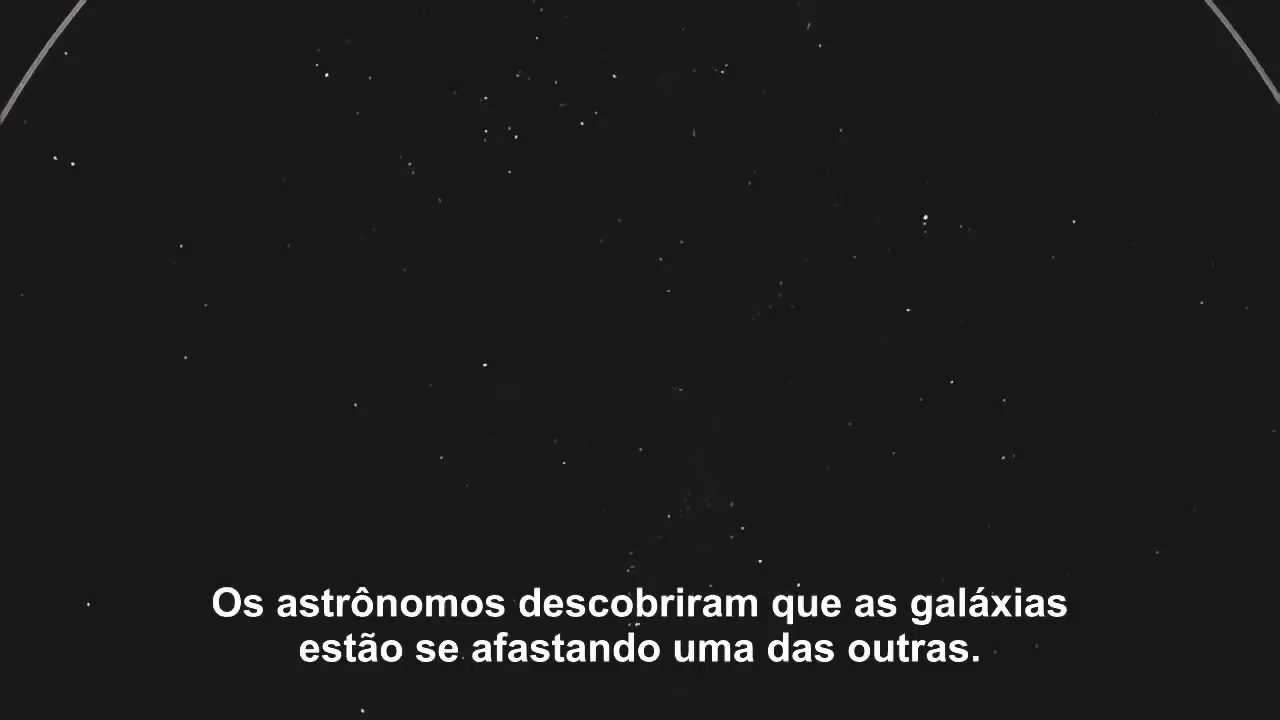 Os astrônomos descobriram que as galáxias
estão se afastando uma das outras.